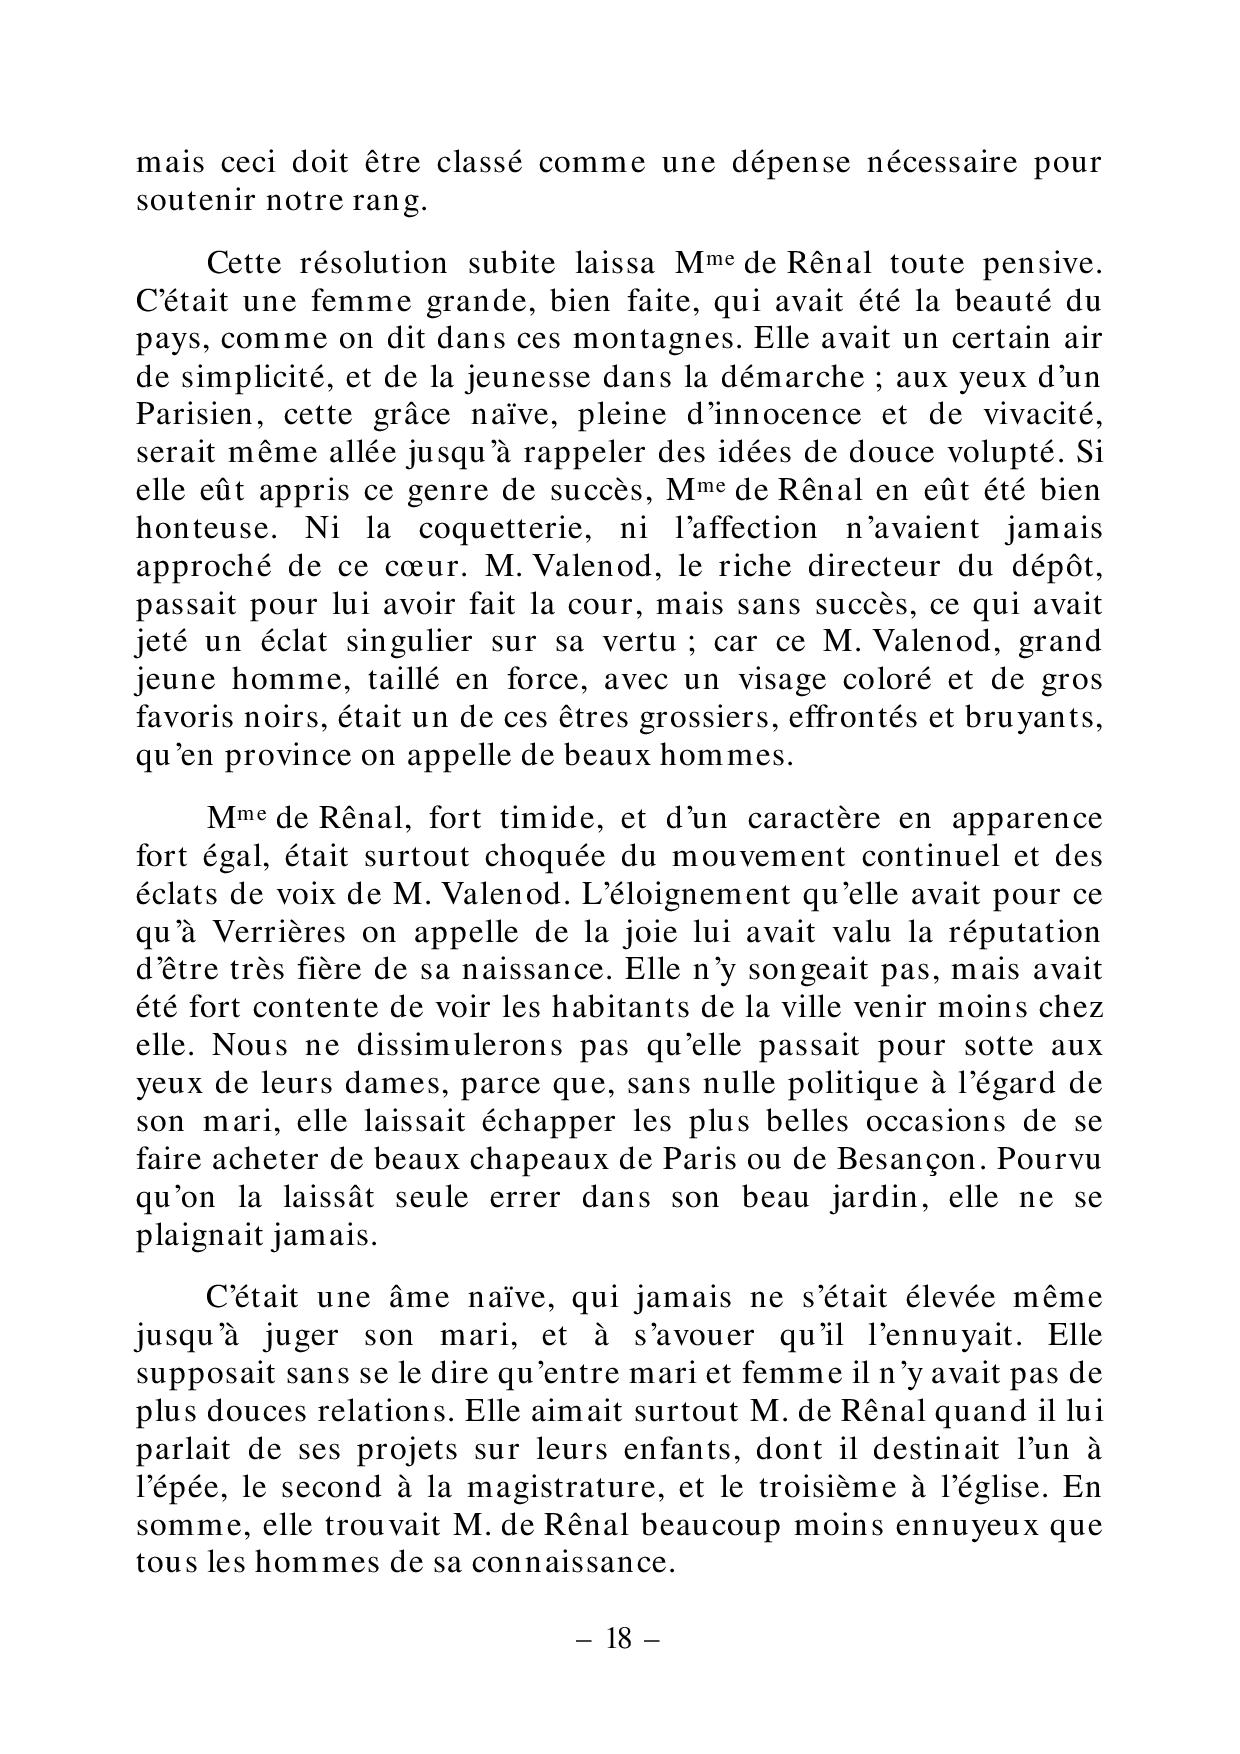 mais ceci doit être classé comme une dépense nécessaire pour
soutenir notre rang.
Cette résolution subite laissa Mme de Rênal toute pensive.
C’était une femme grande, bien faite, qui avait été la beauté du
pays, comme on dit dans ces montagnes. Elle avait un certain air
de simplicité, et de la jeunesse dans la démarche ; aux yeux d’un
Parisien, cette grâce naïve, pleine d’innocence et de vivacité,
serait même allée jusqu’à rappeler des idées de douce volupté. Si
elle eût appris ce genre de succès, Mme de Rênal en eût été bien
honteuse. Ni la coquetterie, ni l’affection n’avaient jamais
approché de ce cœur. M. Valenod, le riche directeur du dépôt,
passait pour lui avoir fait la cour, mais sans succès, ce qui avait
jeté un éclat singulier sur sa vertu ; car ce M. Valenod, grand
jeune homme, taillé en force, avec un visage coloré et de gros
favoris noirs, était un de ces êtres grossiers, effrontés et bruyants,
qu’en province on appelle de beaux hommes.
Mme de Rênal, fort timide, et d’un caractère en apparence
fort égal, était surtout choquée du mouvement continuel et des
éclats de voix de M. Valenod. L’éloignement qu’elle avait pour ce
qu’à Verrières on appelle de la joie lui avait valu la réputation
d’être très fière de sa naissance. Elle n’y songeait pas, mais avait
été fort contente de voir les habitants de la ville venir moins chez
elle. Nous ne dissimulerons pas qu’elle passait pour sotte aux
yeux de leurs dames, parce que, sans nulle politique à l’égard de
son mari, elle laissait échapper les plus belles occasions de se
faire acheter de beaux chapeaux de Paris ou de Besançon. Pourvu
qu’on la laissât seule errer dans son beau jardin, elle ne se
plaignait jamais.
C’était une âme naïve, qui jamais ne s’était élevée même
jusqu’à juger son mari, et à s’avouer qu’il l’ennuyait. Elle
supposait sans se le dire qu’entre mari et femme il n’y avait pas de
plus douces relations. Elle aimait surtout M. de Rênal quand il lui
parlait de ses projets sur leurs enfants, dont il destinait l’un à
l’épée, le second à la magistrature, et le troisième à l’église. En
somme, elle trouvait M. de Rênal beaucoup moins ennuyeux que
tous les hommes de sa connaissance.
– 18 –